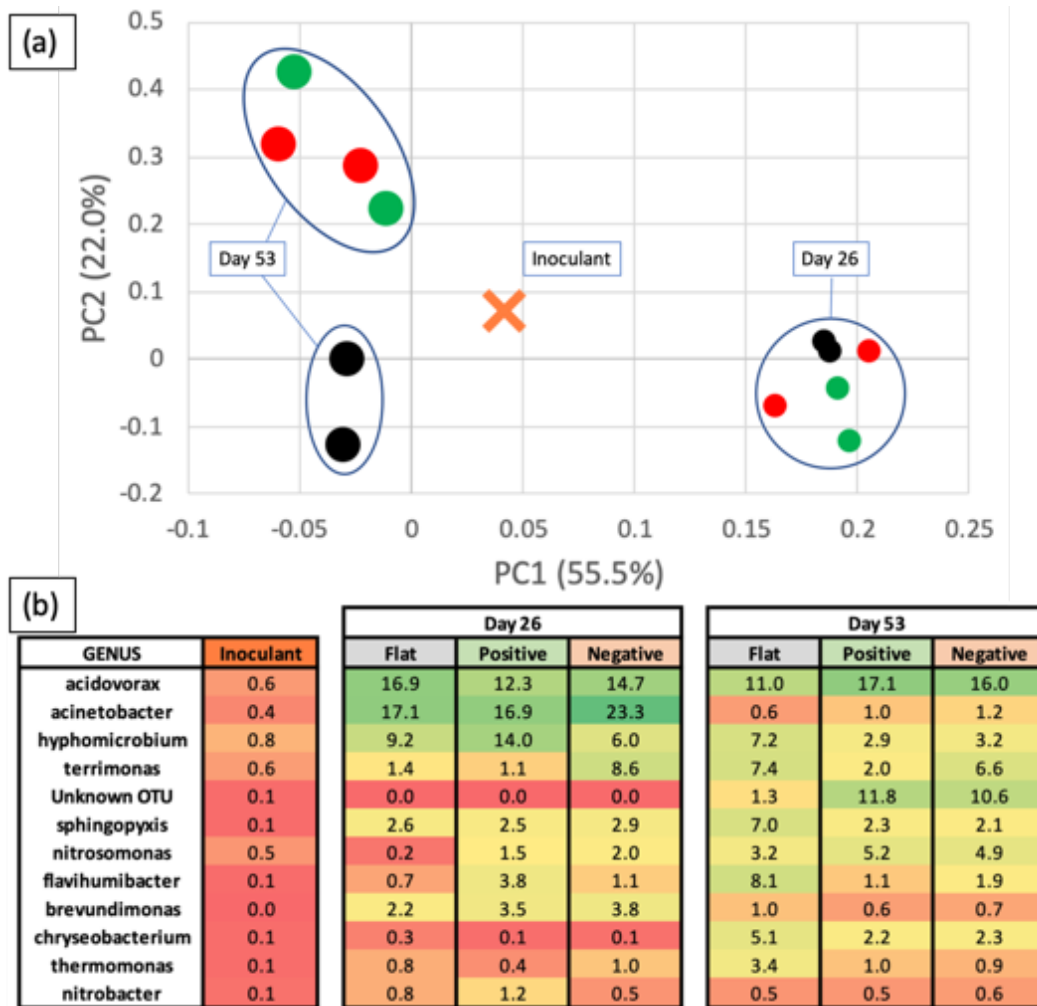 (a)
0.5
0.4
0.3
0.2
0.1
0
-0.1
-0.2
PC2 (22.0%)
Day 53
Inoculant
Day 26
-0.1 -0.05 0 0.05 0.1 0.15 0.2 0.25
PC1 (55.5%)
(b)
Day 26 Day 53
GENUS Inoculant Flat Positive Negative Flat Positive Negative
acidovorax 0.6 16.9 12.3 14.7 11.0 17.1 16.0
acinetobacter 0.4 17.1 16.9 23.3 0.6 1.0 1.2
hyphomicrobium 0.8 9.2 14.0 6.0 7.2 2.9 3.2
terrimonas 0.6 1.4 1.1 8.6 7.4 2.0 6.6
Unknown OTU 0.1 0.0 0.0 0.0 1.3 11.8 10.6
sphingopyxis 0.1 2.6 2.5 2.9 7.0 2.3 2.1
nitrosomonas 0.5 0.2 1.5 2.0 3.2 5.2 4.9
flavihumibacter 0.1 0.7 3.8 1.1 8.1 1.1 1.9
brevundimonas 0.0 2.2 3.5 3.8 1.0 0.6 0.7
chryseobacterium 0.1 0.3 0.1 0.1 5.1 2.2 2.3
thermomonas 0.1 0.8 0.4 1.0 3.4 1.0 0.9
nitrobacter 0.1 0.8 1.2 0.5 0.5 0.5 0.6